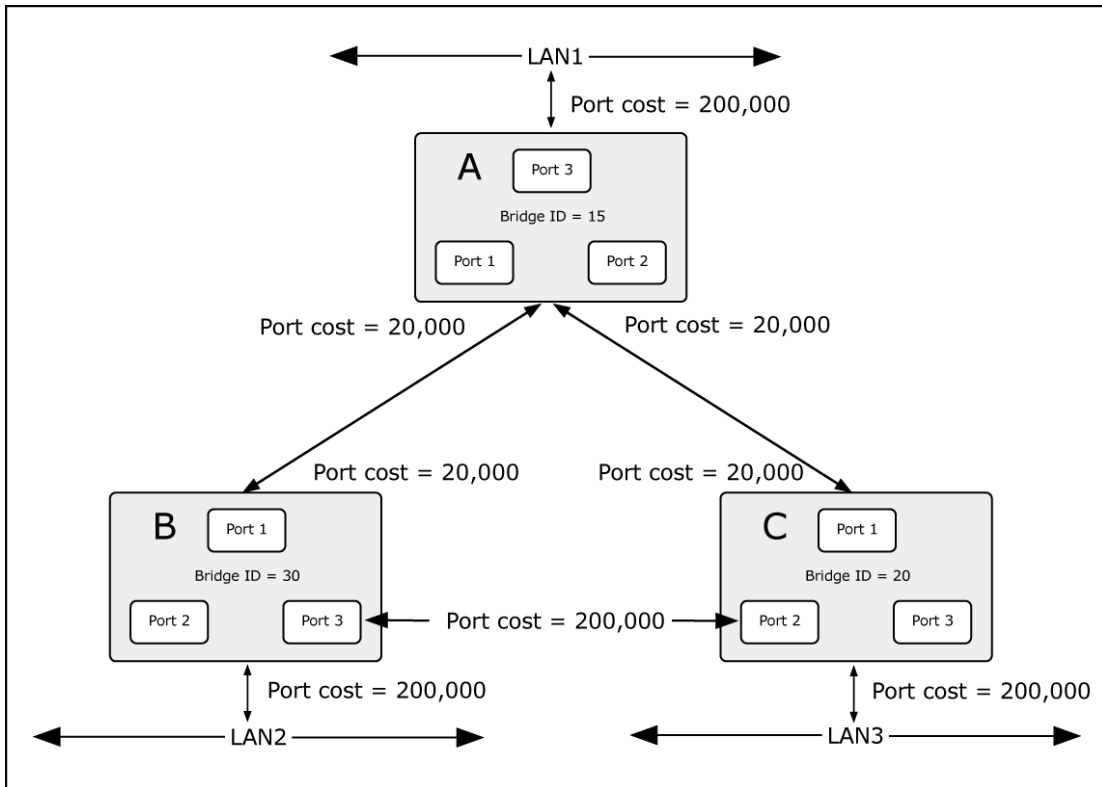 LAN1
Port cost = 200,000
A
Port 3
Bridge ID = 15
Port 1
Port 2
Port cost = 20,000
Port cost = 20,000
Port cost = 20,000
Port cost = 20,000
B
Port 1
Bridge ID = 30
Port 2
Port 3
C
Port 1
Bridge ID = 20
Port 2
Port 3
Port cost = 200,000
Port cost = 200,000
Port cost = 200,000
LAN2
LAN3